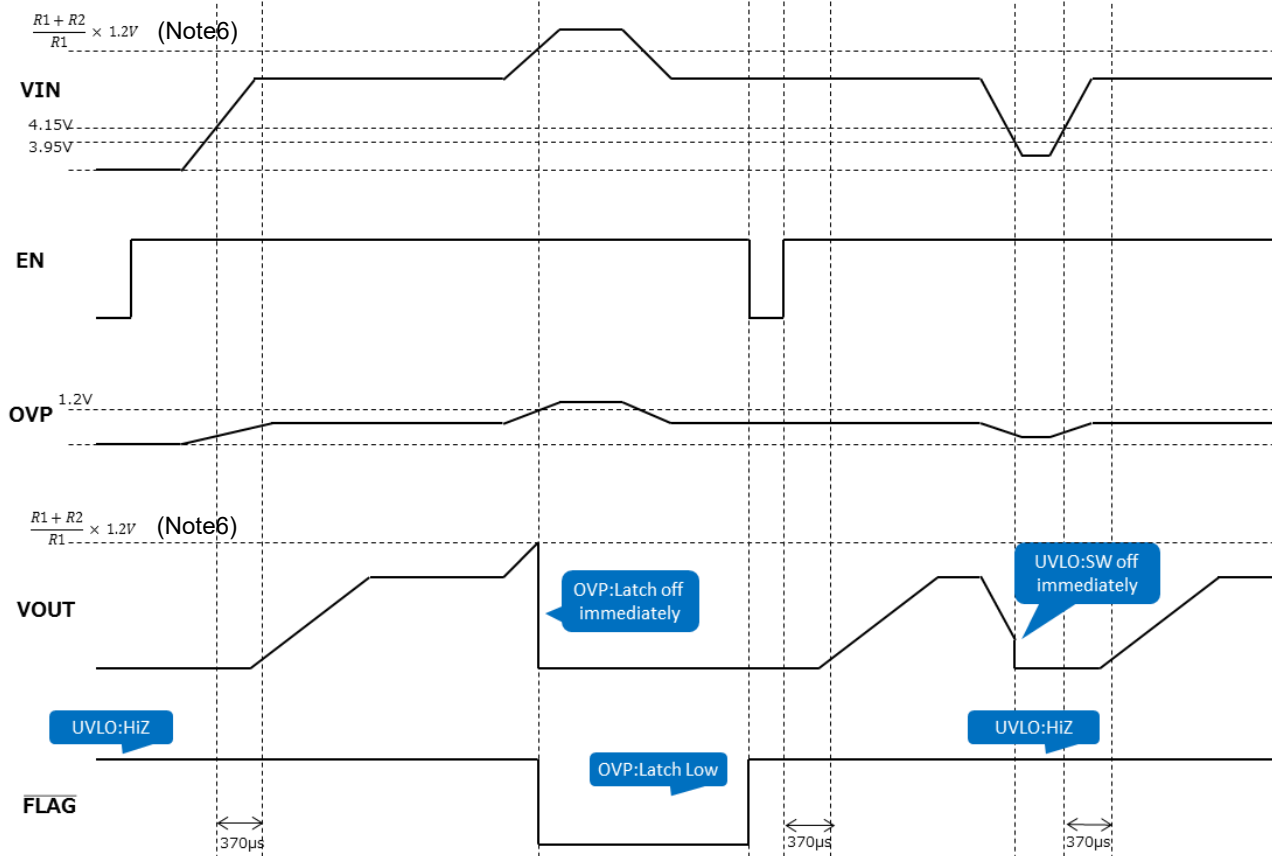 R1 + R2
R1
× 1.2V (Note6)
VIN
4.15V
3.95V
EN
OVP 1.2V
R1 + R2
R1
× 1.2V (Note6)
UVLO:SW off
immediately
OVP:Latch off
immediately
VOUT
UVLO:HiZ
UVLO:HiZ
OVP:Latch Low
FLAG
370μs
370μs
370μs